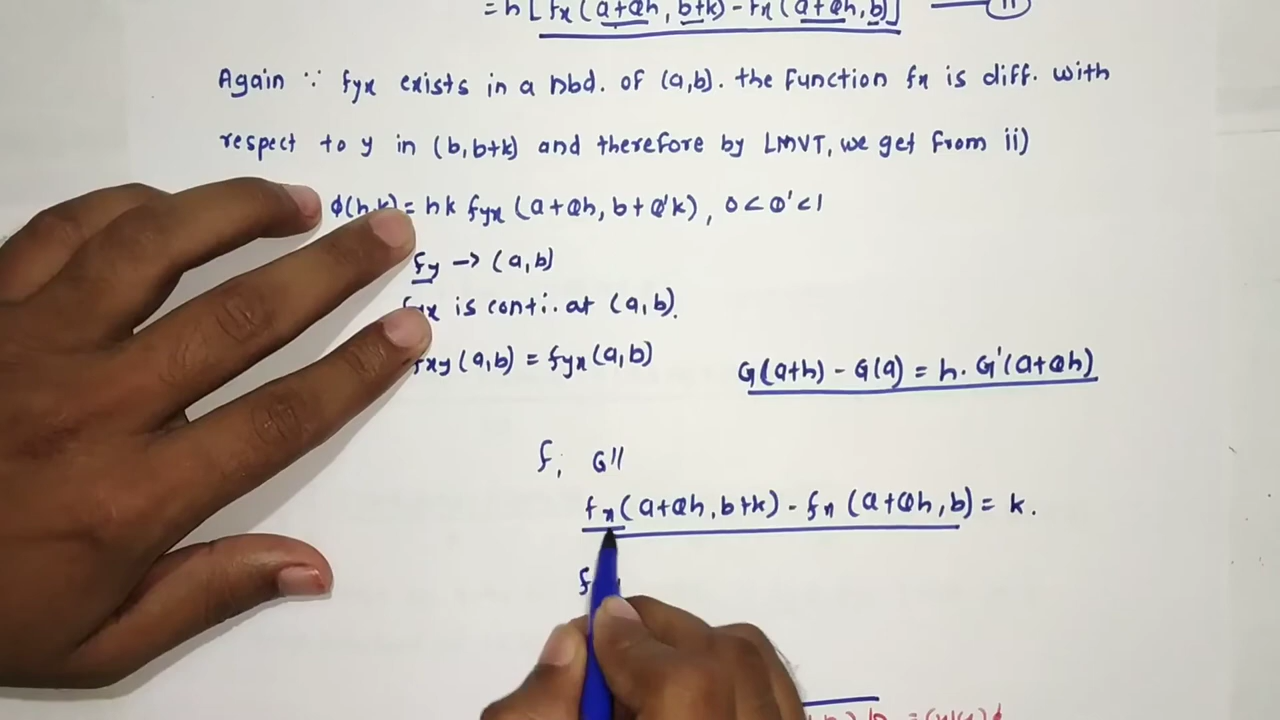 = h [ fx (a+θh, b+k) - fx (a+θh, b)] — ii
Again ∵ fyx exists in a nbd. of (a,b). the function fx is diff. with
respect to y in (b, b+k) and therefore by LMVT, we get from ii)
ϕ(h,k) = hk fyx (a+θh, b+θ'k), 0<θ'<1
fy → (a,b)
fyx is conti. at (a,b).
fxy (a,b) = fyx (a,b)
G(a+h) - G(a) = h. G'(a+θh)
f, G'
fx (a+θh, b+k) - fx (a+θh, b) = k.